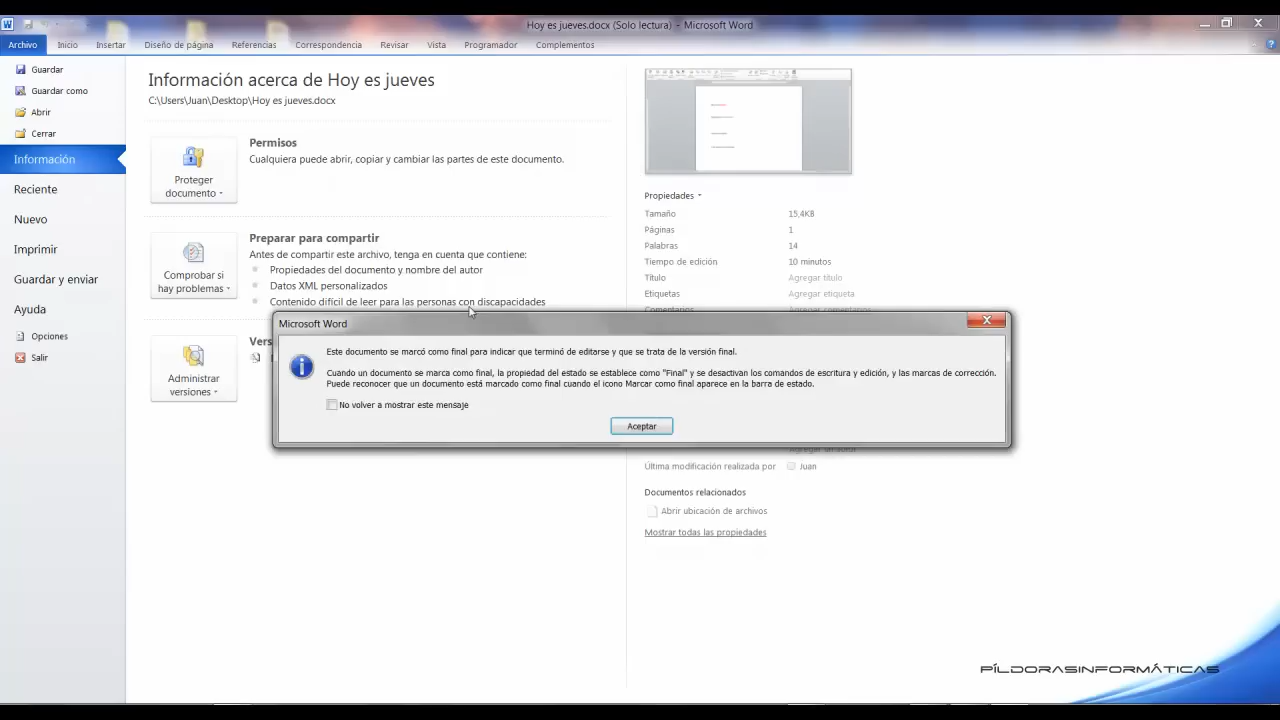 Hoy es jueves.docx (Solo lectura) - Microsoft Word
Archivo Inicio Insertar Diseño de página Referencias Correspondencia Revisar Vista Programador Complementos
Guardar
Guardar como
Abrir
Cerrar
Información
Reciente
Nuevo
Imprimir
Guardar y enviar
Ayuda
Opciones
Salir
Información acerca de Hoy es jueves
C:\Users\Juan\Desktop\Hoy es jueves.docx
Proteger
documento
Permisos
Cualquiera puede abrir, copiar y cambiar las partes de este documento.
Comprobar si
hay problemas
Preparar para compartir
Antes de compartir este archivo, tenga en cuenta que contiene:
Propiedades del documento y nombre del autor
Datos XML personalizados
Contenido difícil de leer para las personas con discapacidades
Administrar
versiones
Propiedades
Tamaño 15,4KB
Páginas 1
Palabras 14
Tiempo de edición 10 minutos
Título Agregar título
Etiquetas Agregar etiqueta
Comentarios Agregar comentarios
Microsoft Word
Este documento se marcó como final para indicar que terminó de editarse y que se trata de la versión final.
Cuando un documento se marca como final, la propiedad del estado se establece como "Final" y se desactivan los comandos de escritura y edición, y las marcas de corrección.
Puede reconocer que un documento está marcado como final cuando el icono Marcar como final aparece en la barra de estado.
No volver a mostrar este mensaje
Aceptar
Última modificación realizada por Juan
Documentos relacionados
Abrir ubicación de archivos
Mostrar todas las propiedades
PÍLDORASINFORMÁTICAS